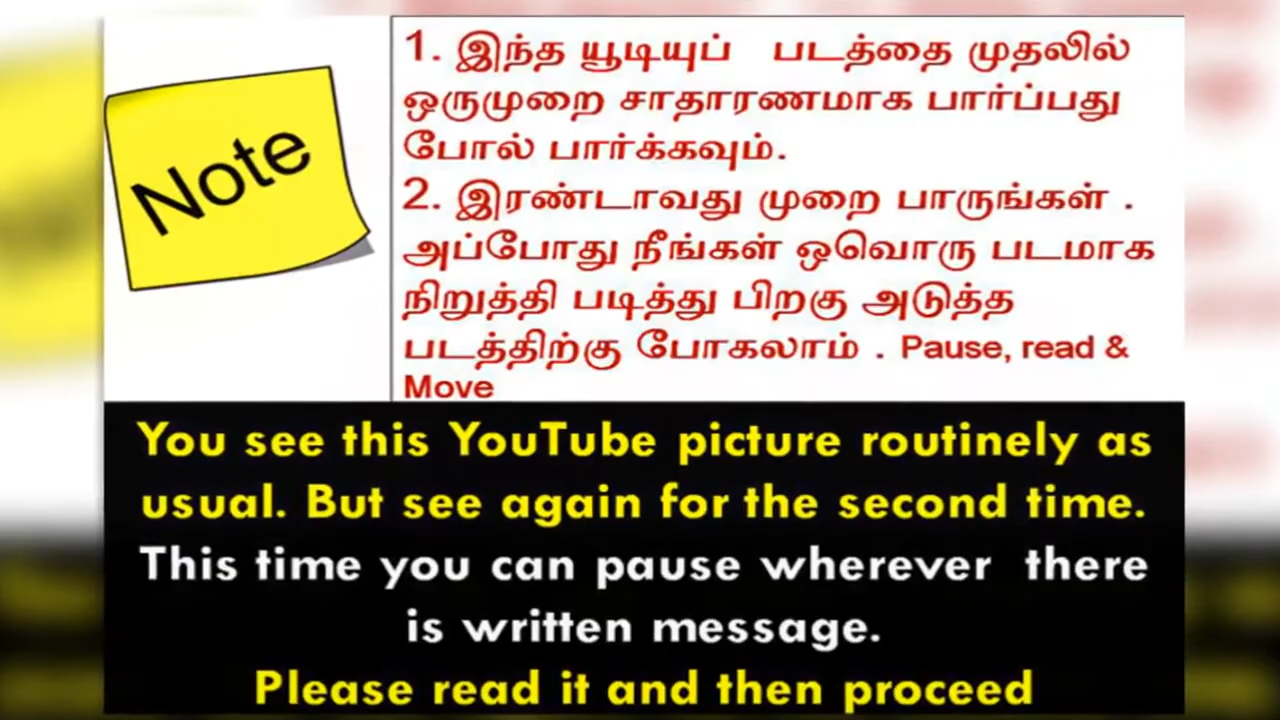 Note
1. இந்த யூடியுப் படத்தை முதலில்
ஒருமுறை சாதாரணமாக பார்ப்பது
போல் பார்க்கவும்.
2. இரண்டாவது முறை பாருங்கள் .
அப்போது நீங்கள் ஒவொரு படமாக
நிறுத்தி படித்து பிறகு அடுத்த
படத்திற்கு போகலாம் . Pause, read &
Move
You see this YouTube picture routinely as
usual. But see again for the second time.
This time you can pause wherever there
is written message.
Please read it and then proceed